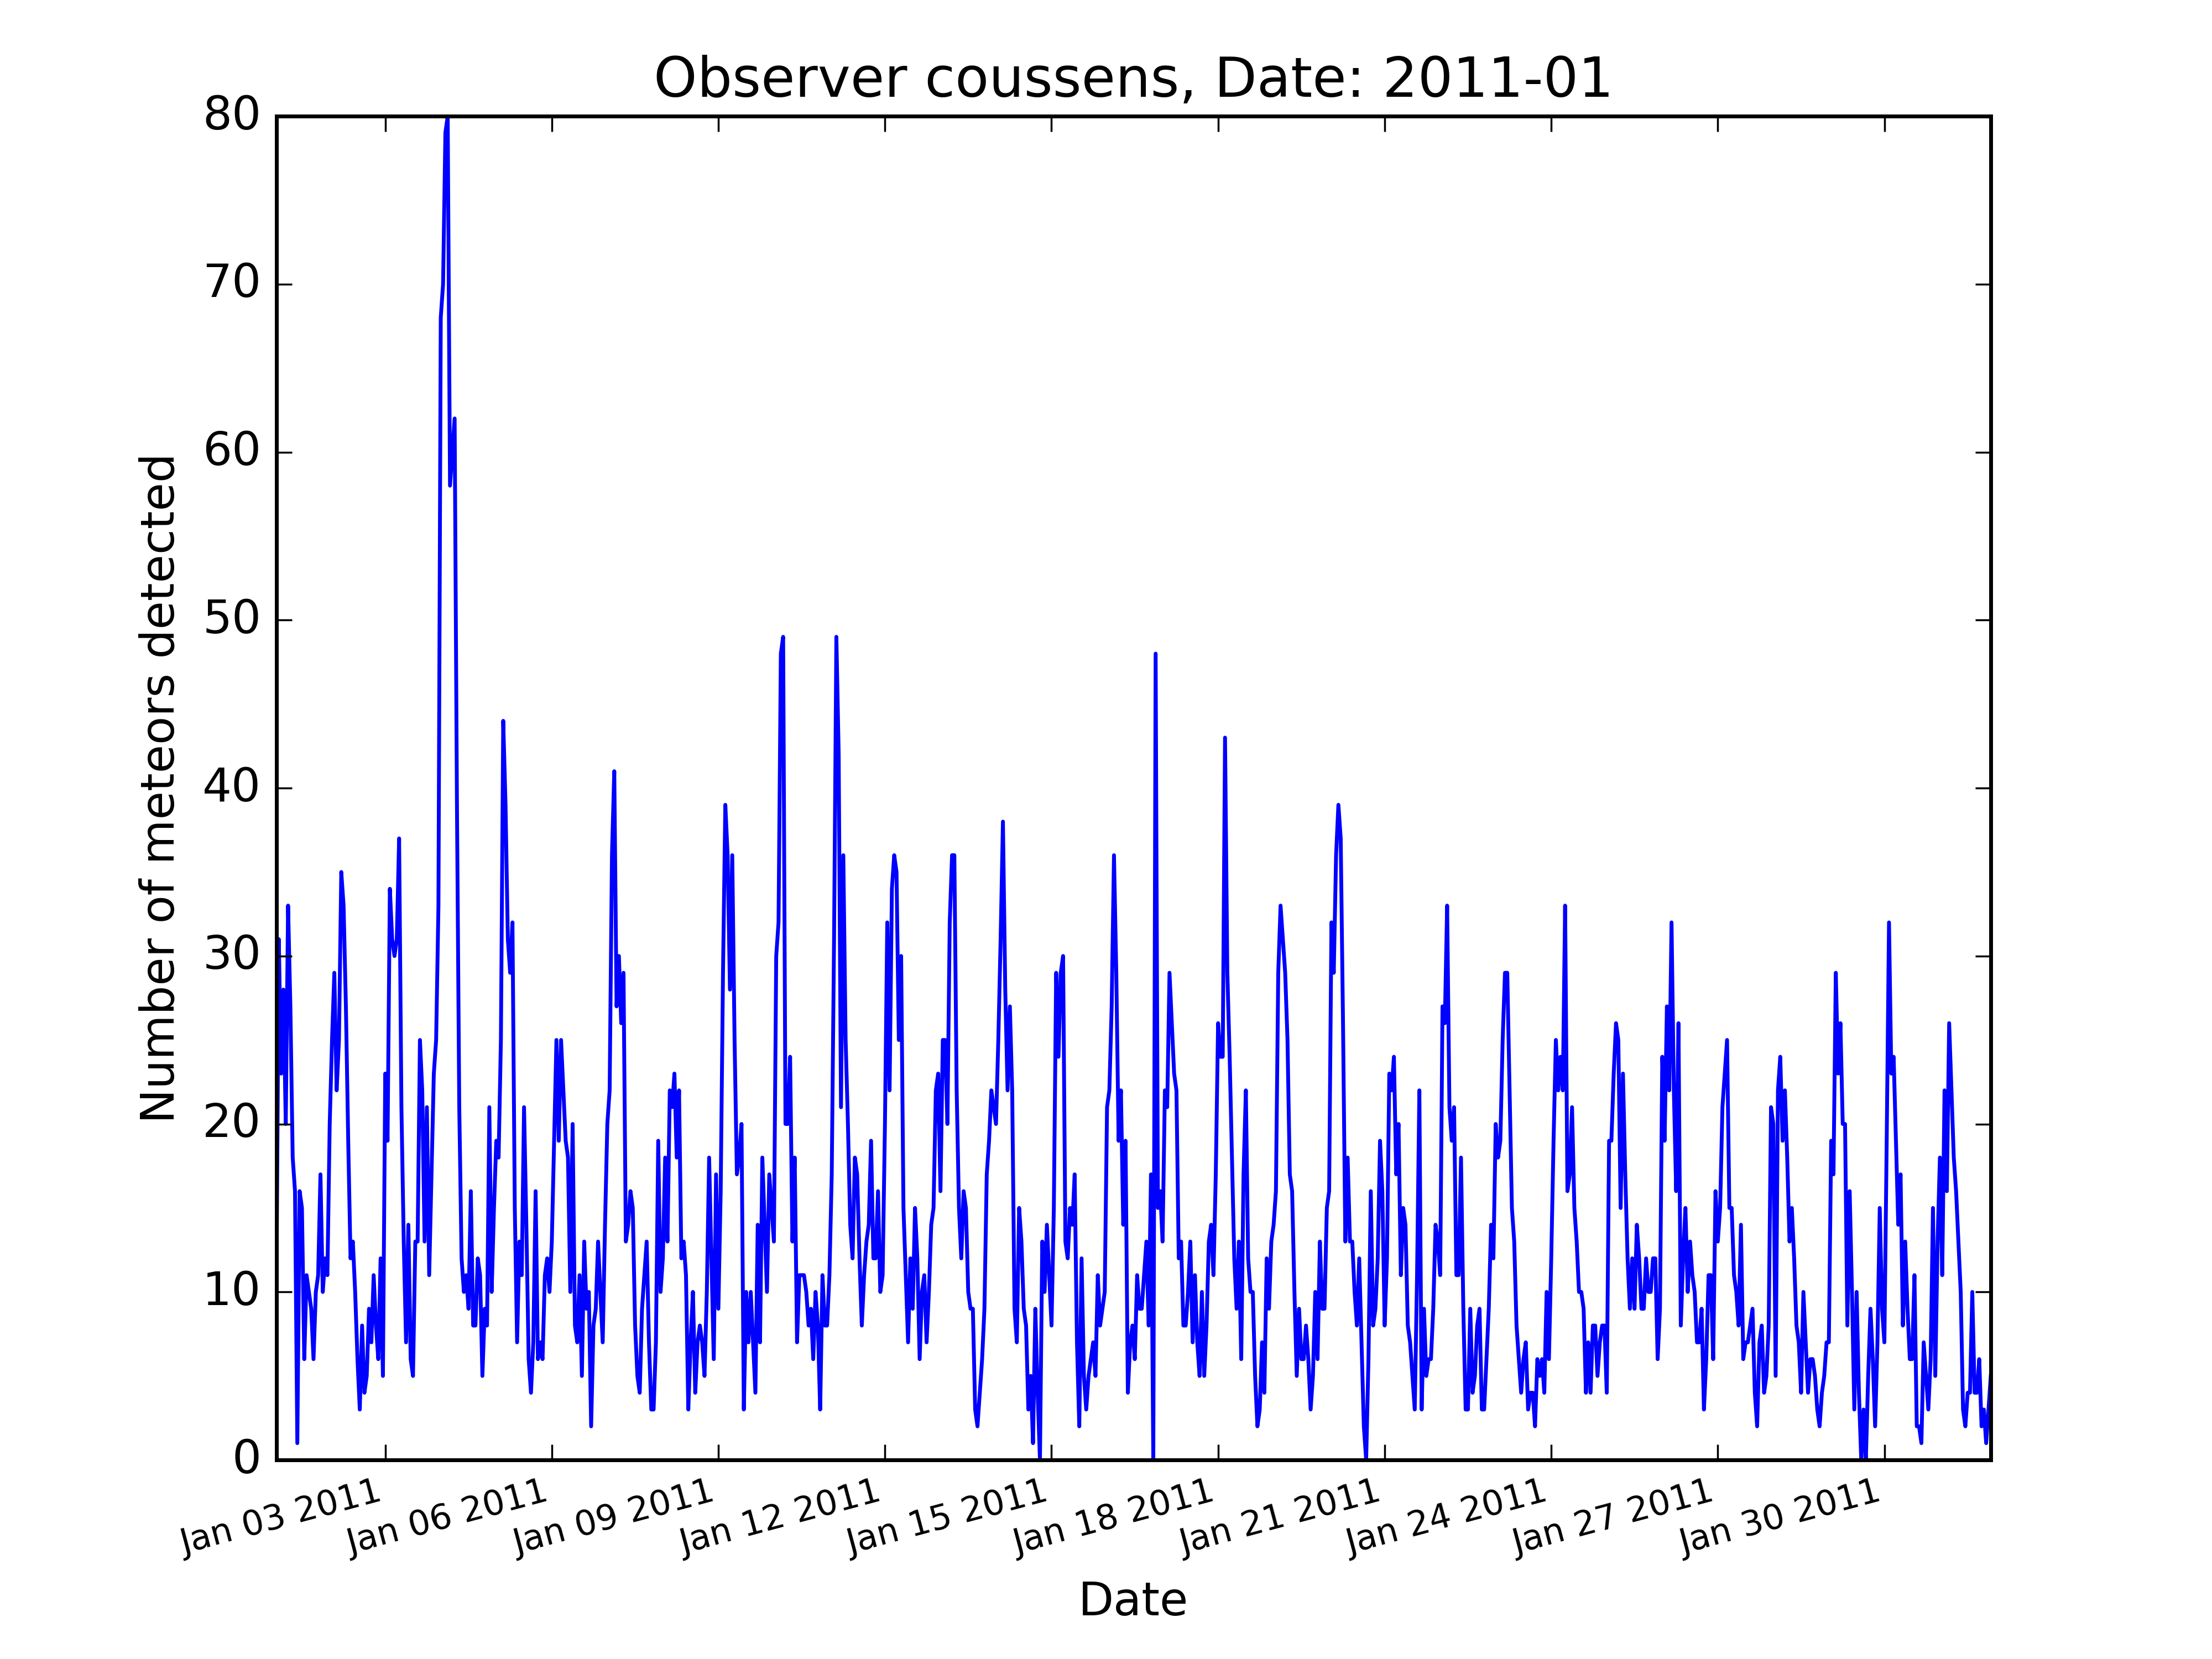 Observer coussens, Date: 2011-01
Number of meteors detected
80
70
60
50
40
30
20
10
0
Jan 03 2011
Jan 06 2011
Jan 09 2011
Jan 12 2011
Jan 15 2011
Jan 18 2011
Jan 21 2011
Jan 24 2011
Jan 27 2011
Jan 30 2011
Date